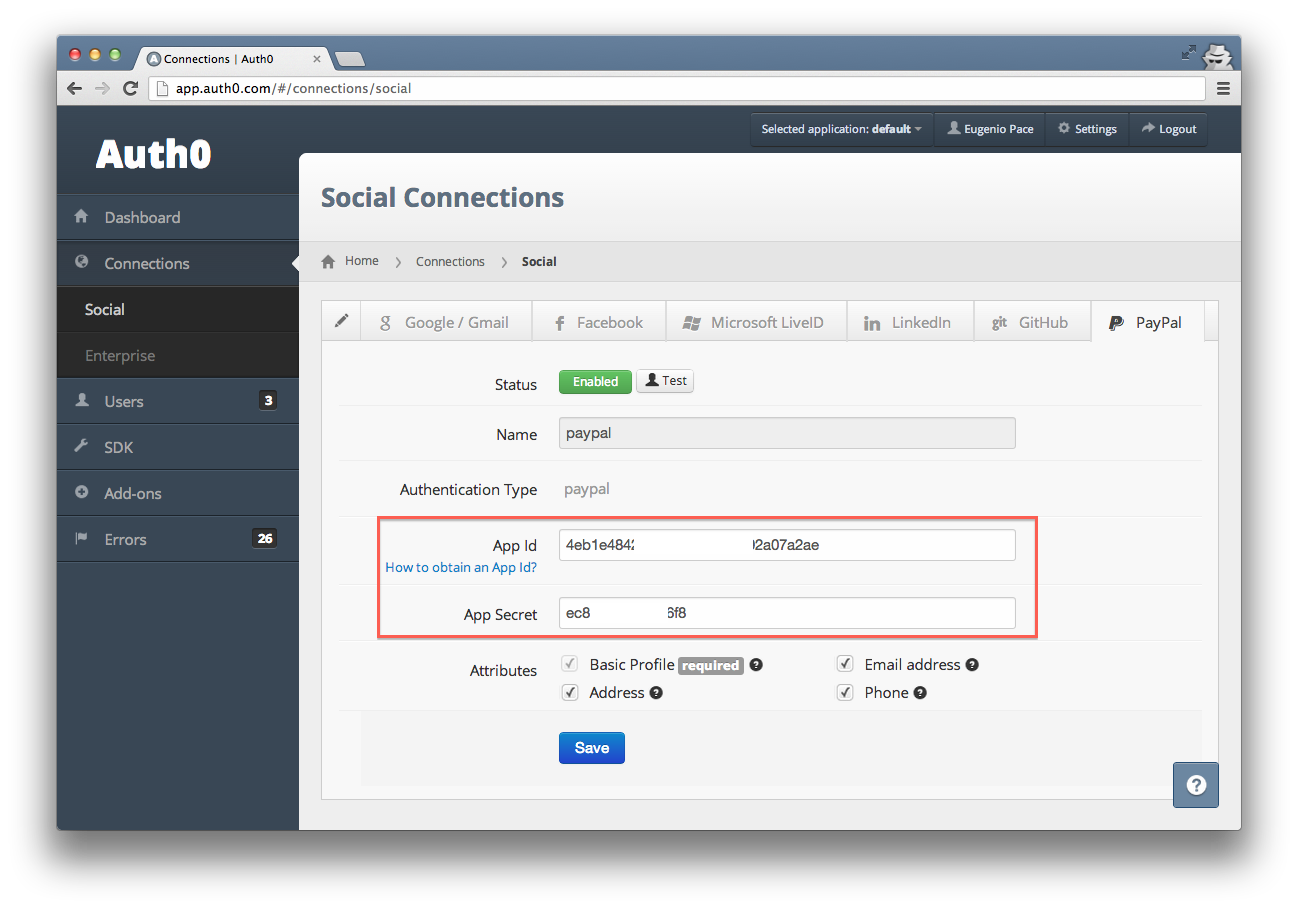 Connections | Auth0
app.auth0.com/#/connections/social
Selected application: default
Eugenio Pace
Settings
Logout
Auth0
Social Connections
Dashboard
Connections
Social
Enterprise
Users 3
SDK
Add-ons
Errors 26
Home
Connections
Social
g Google / Gmail
f Facebook
Microsoft LiveID
in LinkedIn
git GitHub
PayPal
Status Enabled Test
Name paypal
Authentication Type paypal
App Id 4eb1e484 2a07a2ae
How to obtain an App Id?
App Secret ec8 6f8
Attributes Basic Profile required ? Email address ?
Address ? Phone ?
Save
?